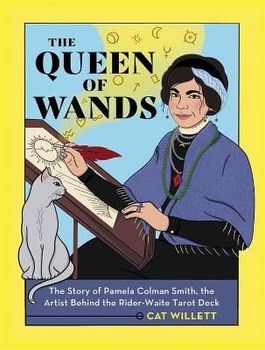 THE
QUEEN
OF
WANDS
The Story of Pamela Colman Smith, the
Artist Behind the Rider-Waite Tarot Deck
CAT WILLETT